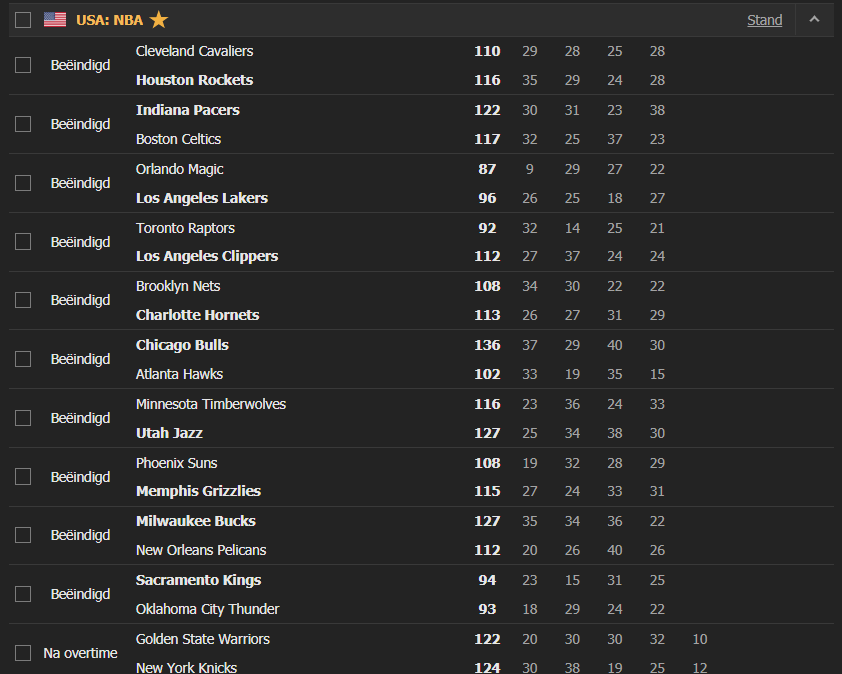 USA: NBA Stand
Cleveland Cavaliers 110 29 28 25 28
Beëindigd
Houston Rockets 116 35 29 24 28
Indiana Pacers 122 30 31 23 38
Beëindigd
Boston Celtics 117 32 25 37 23
Orlando Magic 87 9 29 27 22
Beëindigd
Los Angeles Lakers 96 26 25 18 27
Toronto Raptors 92 32 14 25 21
Beëindigd
Los Angeles Clippers 112 27 37 24 24
Brooklyn Nets 108 34 30 22 22
Beëindigd
Charlotte Hornets 113 26 27 31 29
Chicago Bulls 136 37 29 40 30
Beëindigd
Atlanta Hawks 102 33 19 35 15
Minnesota Timberwolves 116 23 36 24 33
Beëindigd
Utah Jazz 127 25 34 38 30
Phoenix Suns 108 19 32 28 29
Beëindigd
Memphis Grizzlies 115 27 24 33 31
Milwaukee Bucks 127 35 34 36 22
Beëindigd
New Orleans Pelicans 112 20 26 40 26
Sacramento Kings 94 23 15 31 25
Beëindigd
Oklahoma City Thunder 93 18 29 24 22
Golden State Warriors 122 20 30 30 32 10
Na overtime
New York Knicks 124 30 38 19 25 12